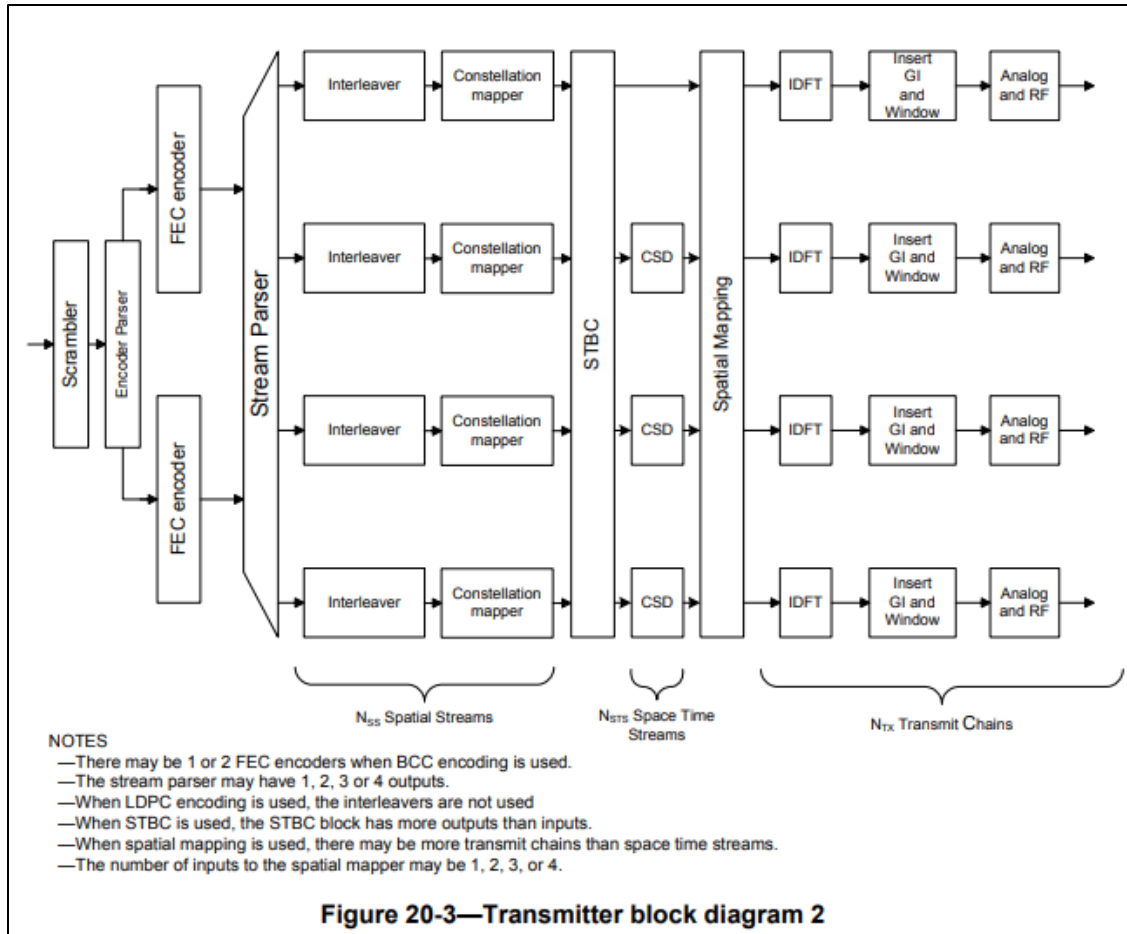 Scrambler
Encoder Parser
FEC encoder
FEC encoder
Stream Parser
Interleaver
Constellation
mapper
Interleaver
Constellation
mapper
Interleaver
Constellation
mapper
Interleaver
Constellation
mapper
STBC
CSD
CSD
CSD
Spatial Mapping
IDFT
Insert
GI
and
Window
Analog
and RF
IDFT
Insert
GI and
Window
Analog
and RF
IDFT
Insert
GI and
Window
Analog
and RF
IDFT
Insert
GI and
Window
Analog
and RF
NSS Spatial Streams
NSTS Space Time
Streams
NTX Transmit Chains
NOTES
—There may be 1 or 2 FEC encoders when BCC encoding is used.
—The stream parser may have 1, 2, 3 or 4 outputs.
—When LDPC encoding is used, the interleavers are not used
—When STBC is used, the STBC block has more outputs than inputs.
—When spatial mapping is used, there may be more transmit chains than space time streams.
—The number of inputs to the spatial mapper may be 1, 2, 3, or 4.
Figure 20-3—Transmitter block diagram 2